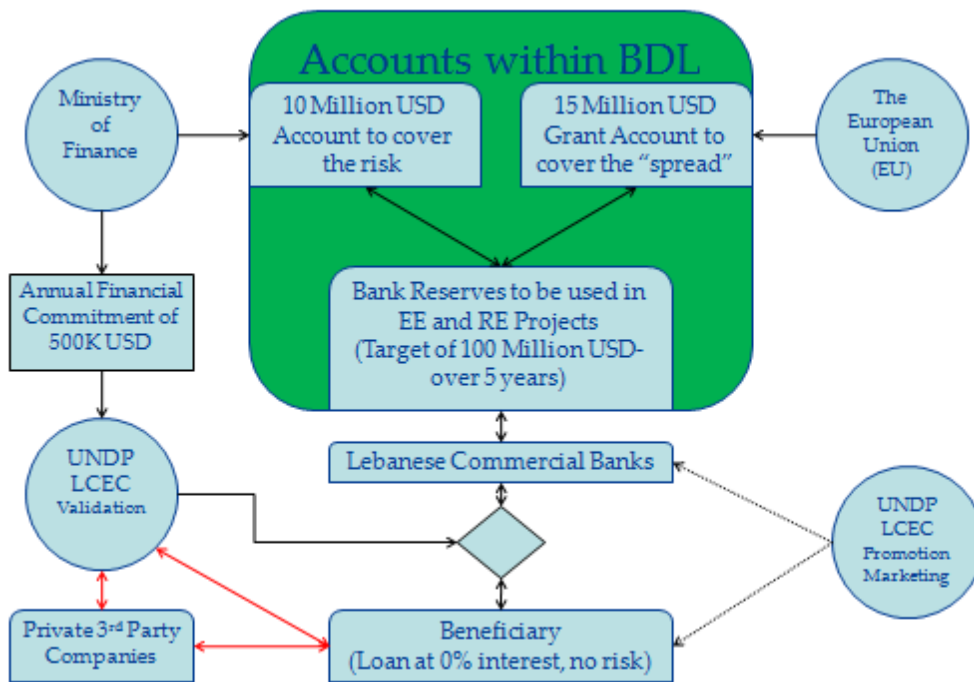 Accounts within BDL
Ministry
of
Finance
10 Million USD
Account to cover
the risk
15 Million USD
Grant Account to
cover the “spread”
The
European
Union
(EU)
Annual Financial
Commitment of
500K USD
Bank Reserves to be used in
EE and RE Projects
(Target of 100 Million USD-
over 5 years)
UNDP
LCEC
Validation
Lebanese Commercial Banks
UNDP
LCEC
Promotion
Marketing
Private 3rd Party
Companies
Beneficiary
(Loan at 0% interest, no risk)